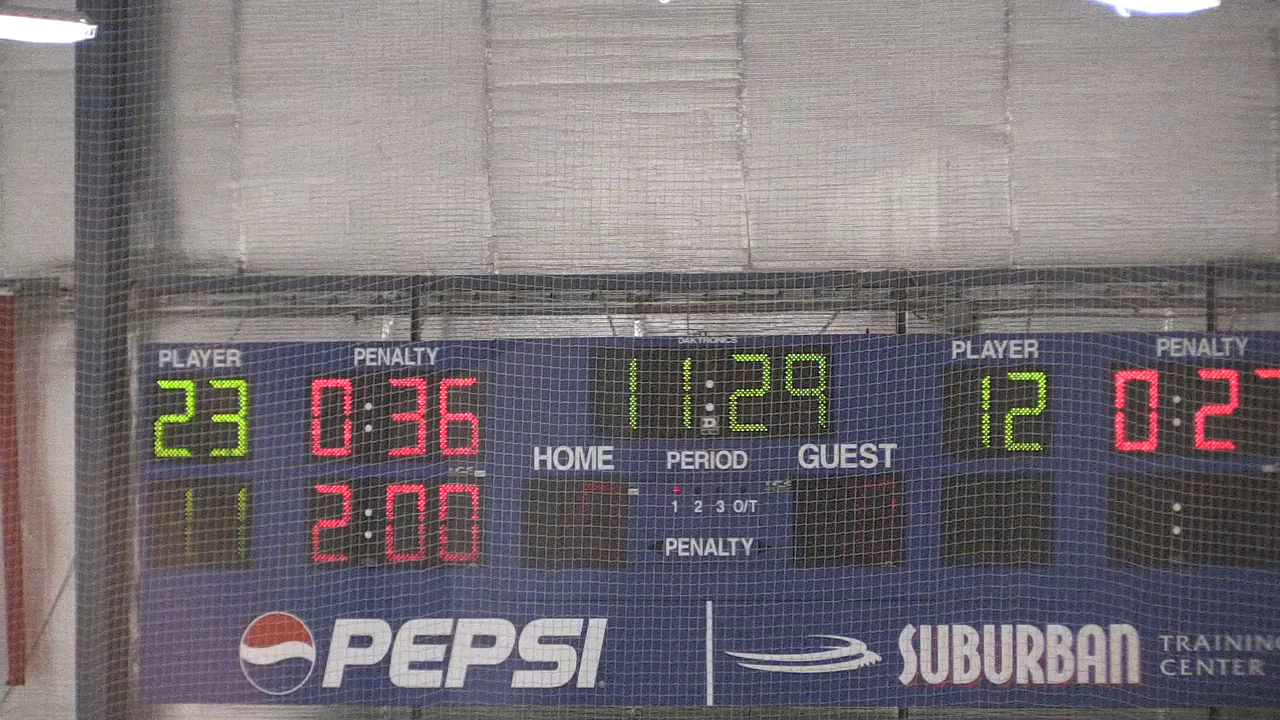 DAKTRONICS
PLAYER PENALTY 11:29 PLAYER PENALTY
23 0:36 12 0:27
HOME PERIOD GUEST
11 2:00 1 2 3 O/T
PENALTY
PEPSI SUBURBAN TRAINING CENTER